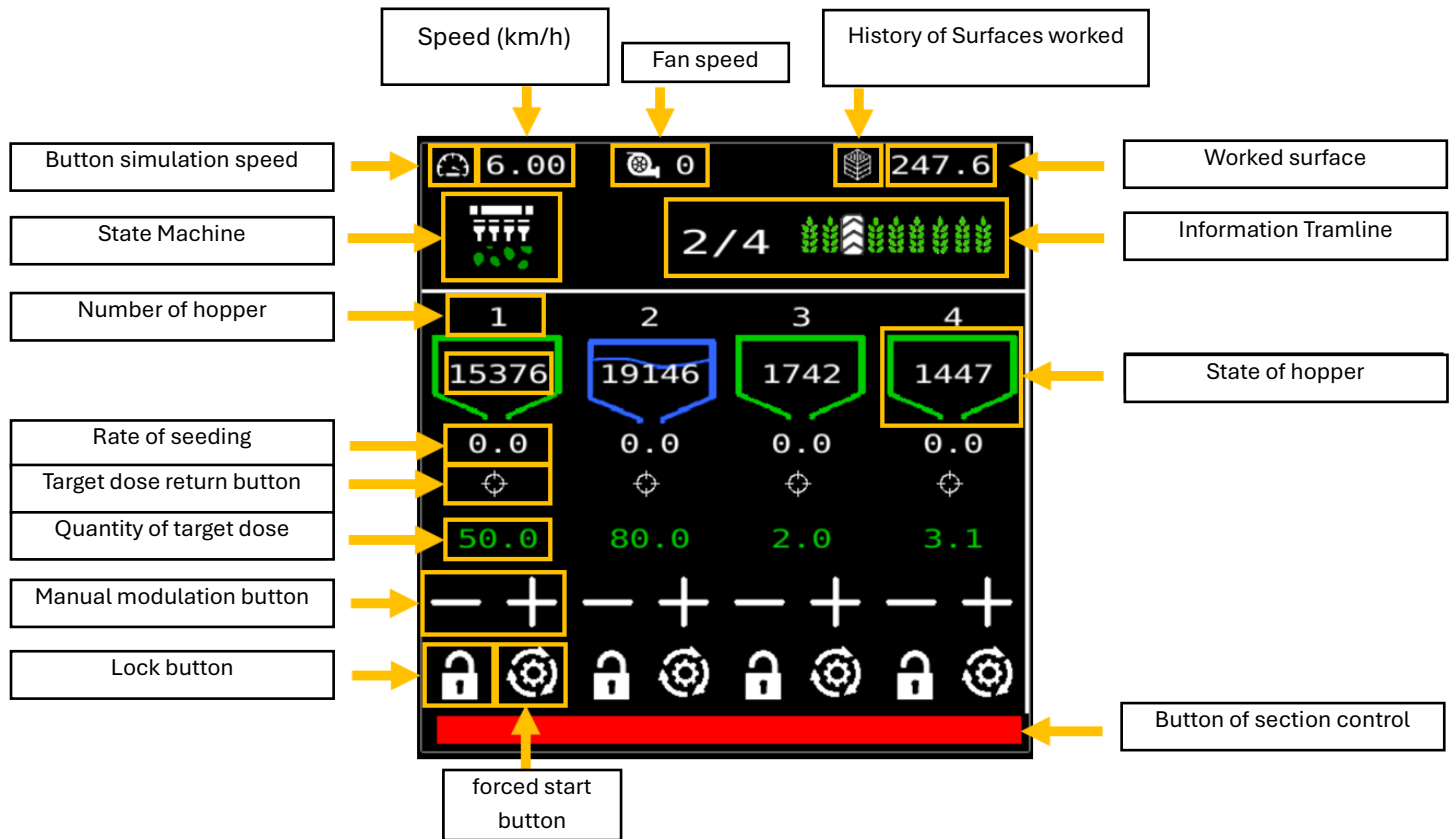 Speed (km/h)
Fan speed
History of Surfaces worked
Button simulation speed
6.00
0
247.6
Worked surface
State Machine
2/4
Information Tramline
Number of hopper
1
2
3
4
15376
19146
1742
1447
State of hopper
Rate of seeding
0.0
0.0
0.0
0.0
Target dose return button
Quantity of target dose
50.0
80.0
2.0
3.1
Manual modulation button
Lock button
Button of section control
forced start
button